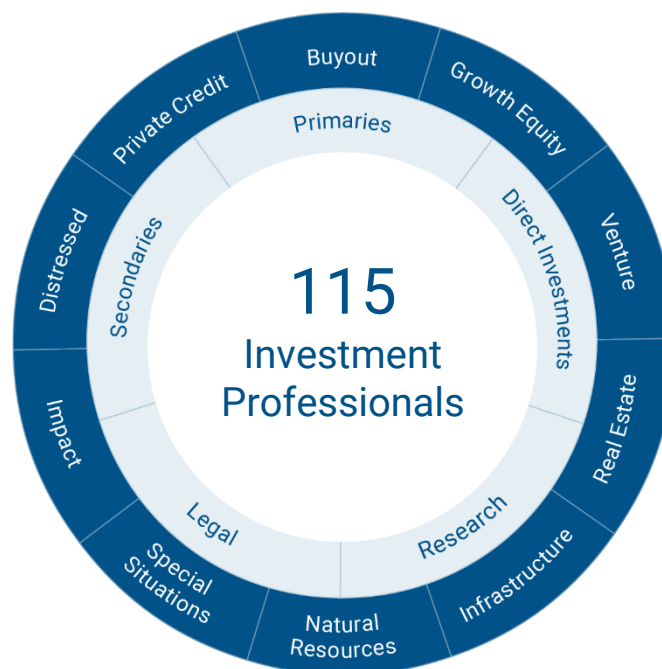 Buyout
Growth Equity
Venture
Real Estate
Infrastructure
Natural
Resources
Special
Situations
Impact
Distressed
Private Credit
Primaries
Direct Investments
Research
Legal
Secondaries
115
Investment
Professionals